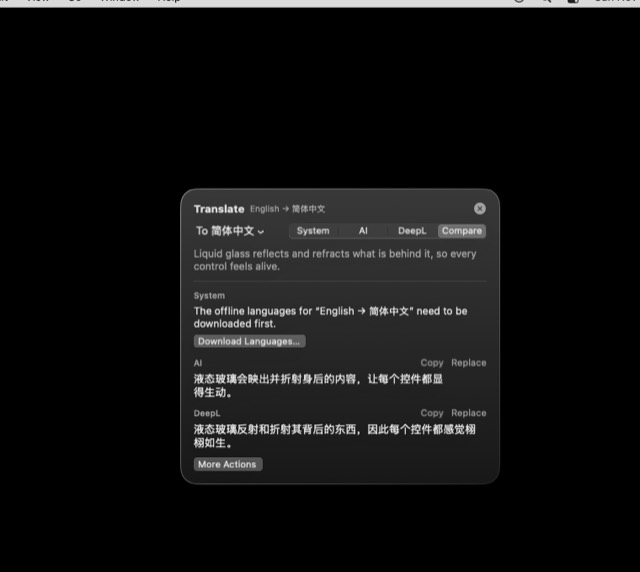 Translate English → 简体中文
To 简体中文 System AI DeepL Compare
Liquid glass reflects and refracts what is behind it, so every
control feels alive.
System
The offline languages for “English → 简体中文” need to be
downloaded first.
Download Languages...
AI Copy Replace
液态玻璃会映出并折射身后的内容，让每个控件都显
得生动。
DeepL Copy Replace
液态玻璃反射和折射其背后的东西，因此每个控件都感觉栩
栩如生。
More Actions